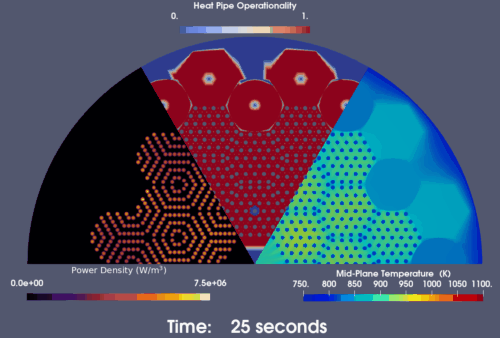 Heat Pipe Operationality
0. 1.
Power Density (W/m³)
0.0e+00 7.5e+06
Mid-Plane Temperature (K)
750. 800 850 900 950 1000 1050 1100.
Time: 25 seconds